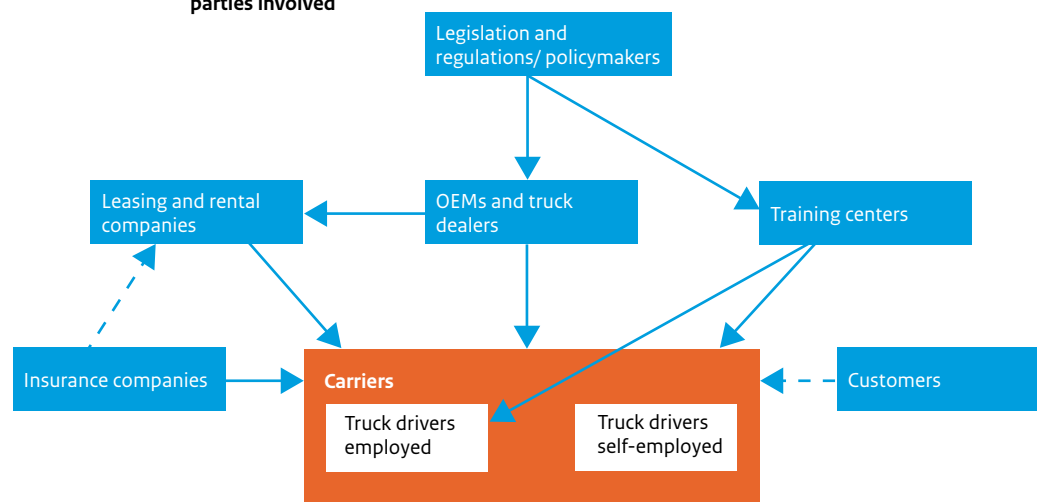 parties involved
Legislation and
regulations/ policymakers
Leasing and rental
companies
OEMs and truck
dealers
Training centers
Insurance companies
Carriers
Customers
Truck drivers
employed
Truck drivers
self-employed